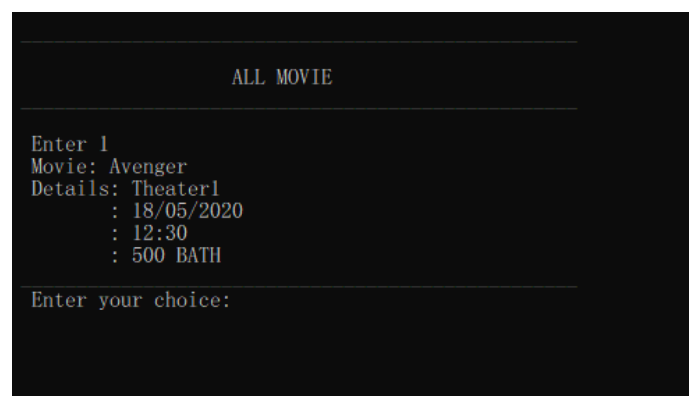 ALL MOVIE
Enter 1
Movie: Avenger
Details: Theater1
: 18/05/2020
: 12:30
: 500 BATH
Enter your choice: